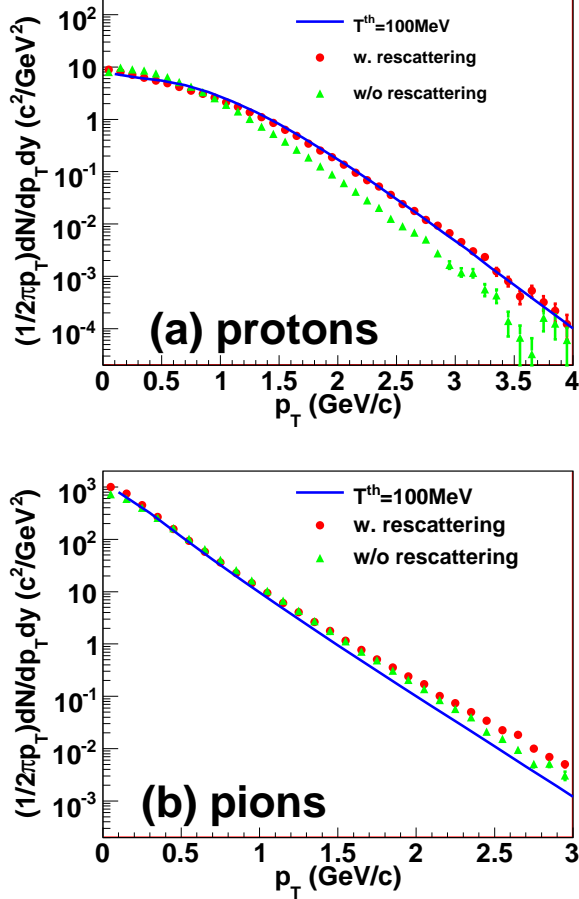 (1/2πp_T)dN/dp_Tdy (c²/GeV²)
10²
10
1
10⁻¹
10⁻²
10⁻³
10⁻⁴
T^th=100MeV
w. rescattering
w/o rescattering
(a) protons
0 0.5 1 1.5 2 2.5 3 3.5 4
p_T (GeV/c)
(1/2πp_T)dN/dp_Tdy (c²/GeV²)
10³
10²
10
1
10⁻¹
10⁻²
10⁻³
T^th=100MeV
w. rescattering
w/o rescattering
(b) pions
0 0.5 1 1.5 2 2.5 3
p_T (GeV/c)